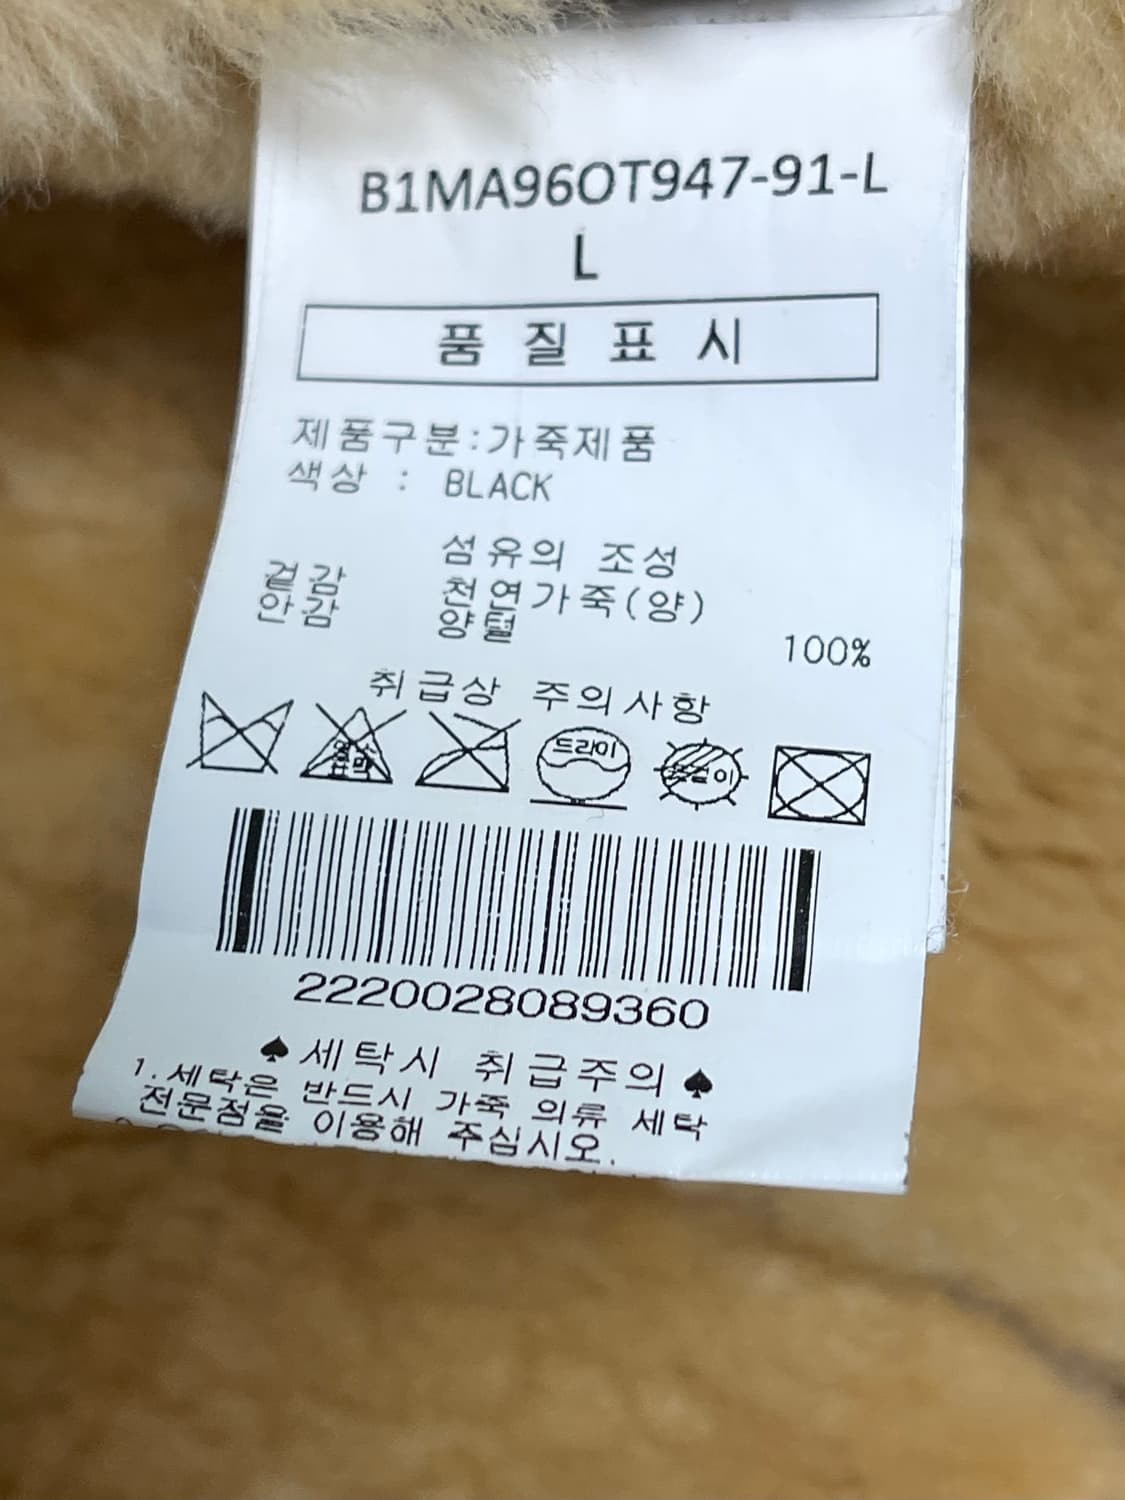 B1MA96OT947-91-L
L
품질표시
제품구분:가죽제품
색상 : BLACK
섬유의 조성
겉감 천연가죽(양)
안감 양털 100%
취급상 주의사항
드라이
2220028089360
♠세탁시 취급주의♠
1.세탁은 반드시 가죽 의류 세탁
전문점을 이용해 주십시오.